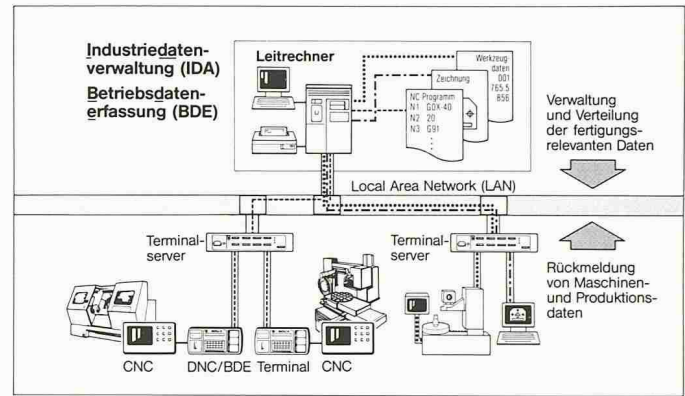 Industriedaten-
verwaltung (IDA)
Betriebsdaten-
erfassung (BDE)
Leitrechner
Werkzeug-
daten
001
765 5
856
Zeichnung
NC Programm
N1 G0X 40
N2 20
N3 G91
Verwaltung
und Verteilung
der fertigungs-
relevanten Daten
Local Area Network (LAN)
Terminal-
server
Terminal-
server
Rückmeldung
von Maschinen-
und Produktions-
daten
CNC
DNC/BDE Terminal
CNC